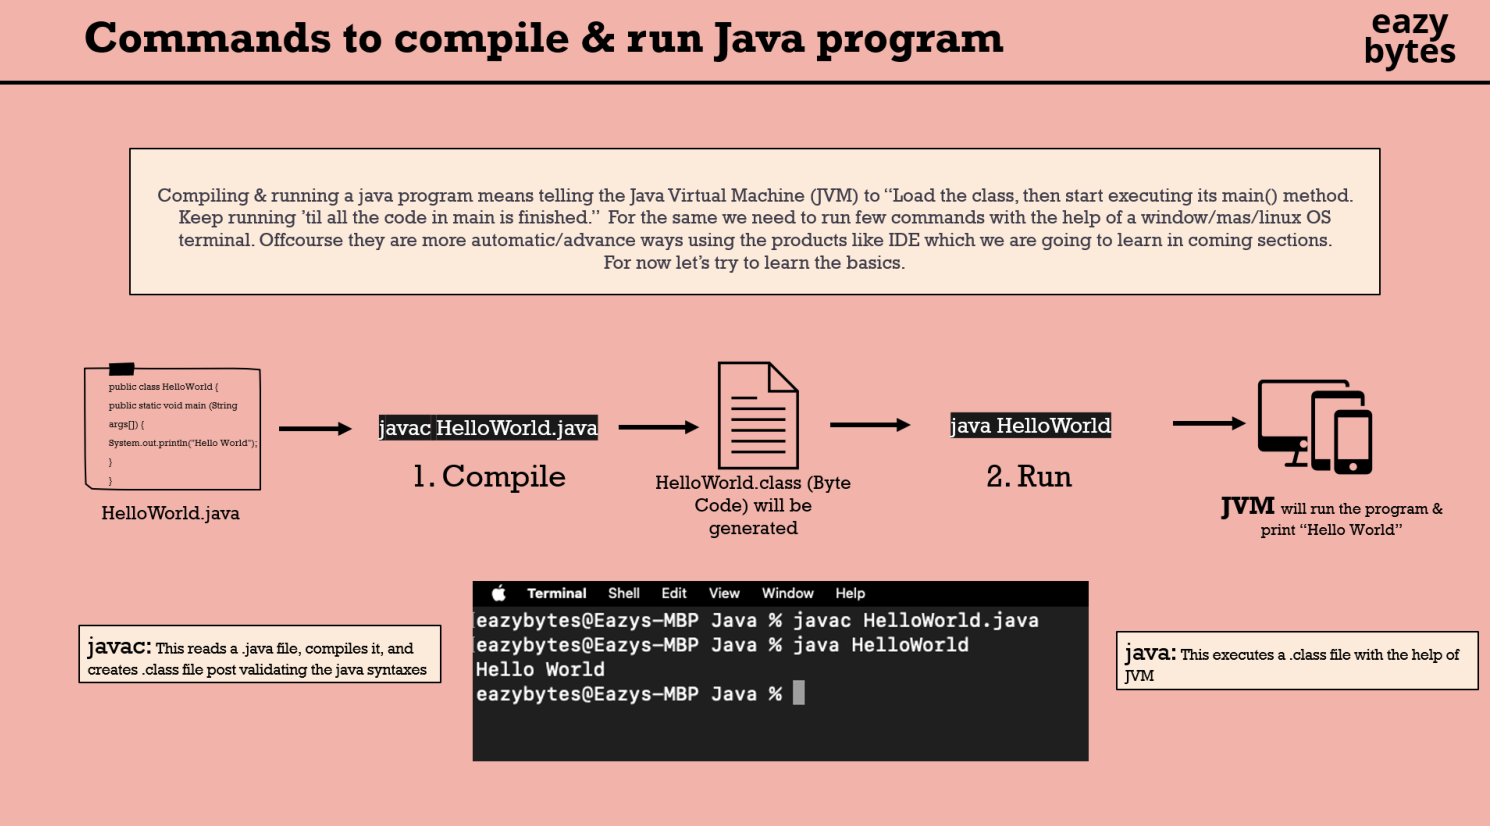 Commands to compile & run Java program
eazy
bytes
Compiling & running a java program means telling the Java Virtual Machine (JVM) to “Load the class, then start executing its main() method.
Keep running ’til all the code in main is finished.” For the same we need to run few commands with the help of a window/mas/linux OS
terminal. Offcourse they are more automatic/advance ways using the products like IDE which we are going to learn in coming sections.
For now let’s try to learn the basics.
public class HelloWorld {
public static void main (String
args[]) {
System.out.println("Hello World");
}
}
HelloWorld.java
javac HelloWorld.java
1. Compile
HelloWorld.class (Byte
Code) will be
generated
java HelloWorld
2. Run
JVM will run the program &
print “Hello World”
javac: This reads a .java file, compiles it, and
creates .class file post validating the java syntaxes
Terminal Shell Edit View Window Help
[eazybytes@Eazys-MBP Java % javac HelloWorld.java
[eazybytes@Eazys-MBP Java % java HelloWorld
Hello World
eazybytes@Eazys-MBP Java %
java: This executes a .class file with the help of
JVM